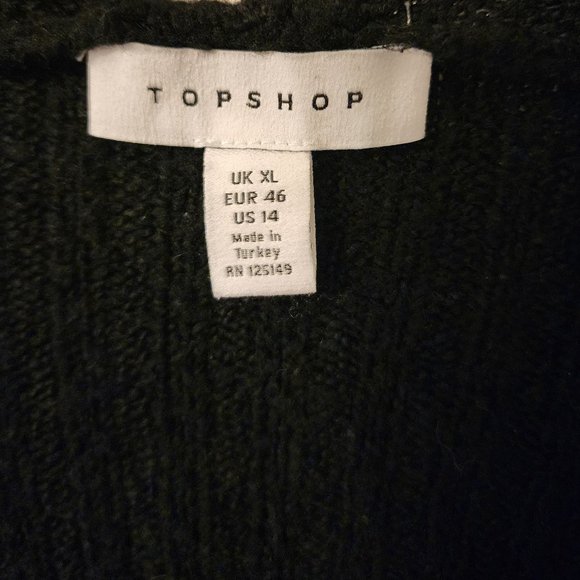 TOPSHOP
UK XL
EUR 46
US 14
Made in
Turkey
RN 125149